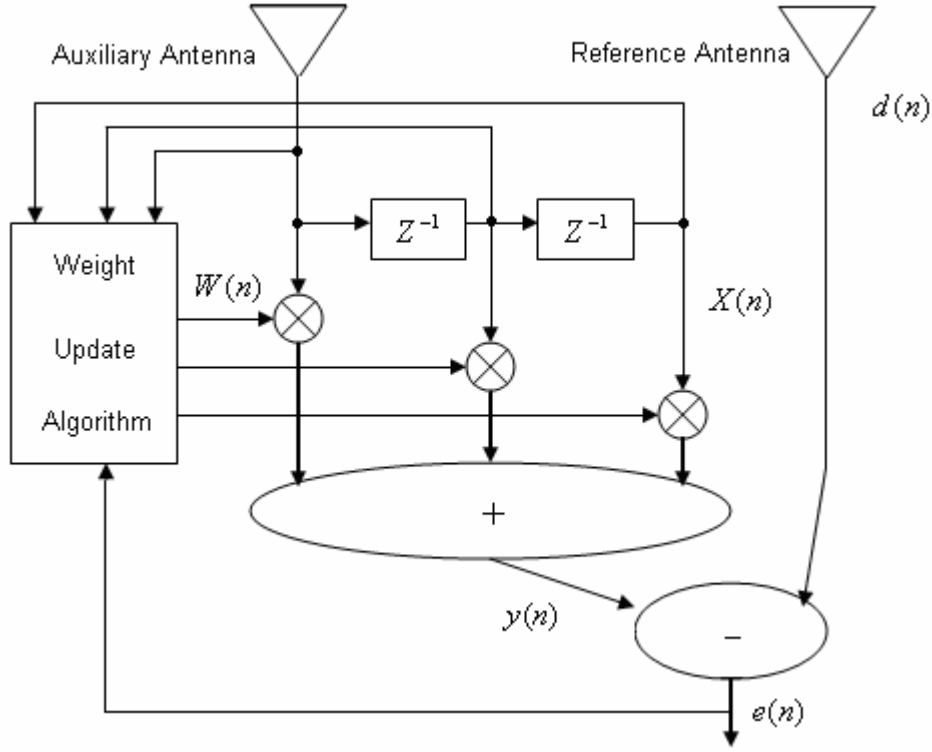 Auxiliary Antenna
Reference Antenna
d(n)
Z⁻¹
Z⁻¹
Weight
Update
Algorithm
W(n)
X(n)
+
y(n)
−
e(n)